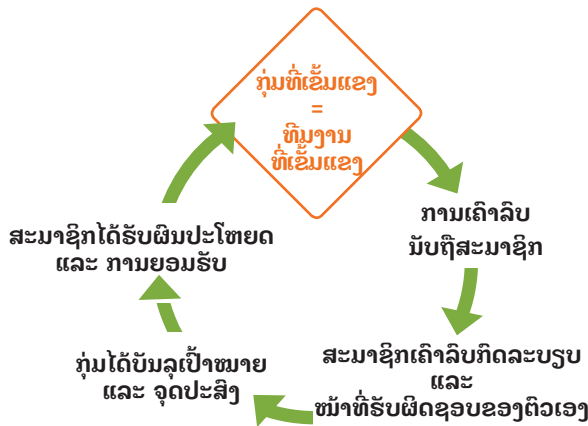 ກຸ່ມທີ່ເຂັ້ມແຂງ
=
ທີມງານ
ທີ່ເຂັ້ມແຂງ
ການເຄົາລົບ
ນັບຖືສະມາຊິກ
ສະມາຊິກເຄົາລົບກົດລະບຽບ
ແລະ
ໜ້າທີ່ຮັບຜິດຊອບຂອງຕົວເອງ
ກຸ່ມໄດ້ບັນລຸເປົ້າໝາຍ
ແລະ ຈຸດປະສົງ
ສະມາຊິກໄດ້ຮັບຜົນປະໂຫຍດ
ແລະ ການຍອມຮັບ